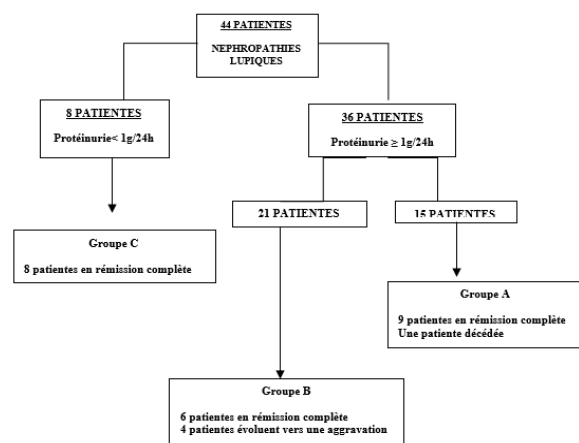 44 PATIENTES
NEPHROPATHIES
LUPIQUES
8 PATIENTES
Protéinurie< 1g/24h
36 PATIENTES
Protéinurie ≥ 1g/24h
21 PATIENTES
15 PATIENTES
Groupe C
8 patientes en rémission complète
Groupe A
9 patientes en rémission complète
Une patiente décédée
Groupe B
6 patientes en rémission complète
4 patientes évoluent vers une aggravation